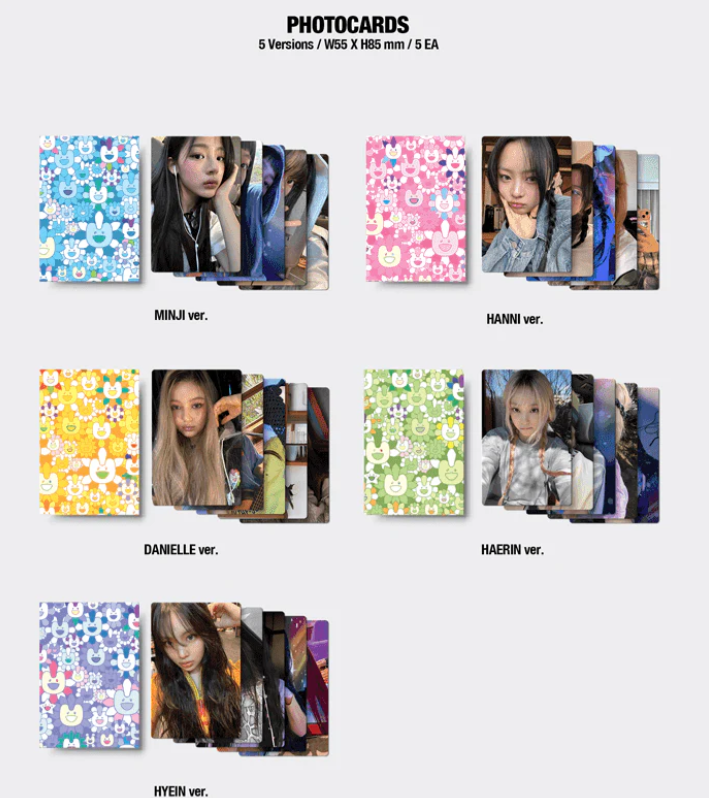 PHOTOCARDS
5 Versions / W55 X H85 mm / 5 EA
MINJI ver.
HANNI ver.
DANIELLE ver.
HAERIN ver.
HYEIN ver.